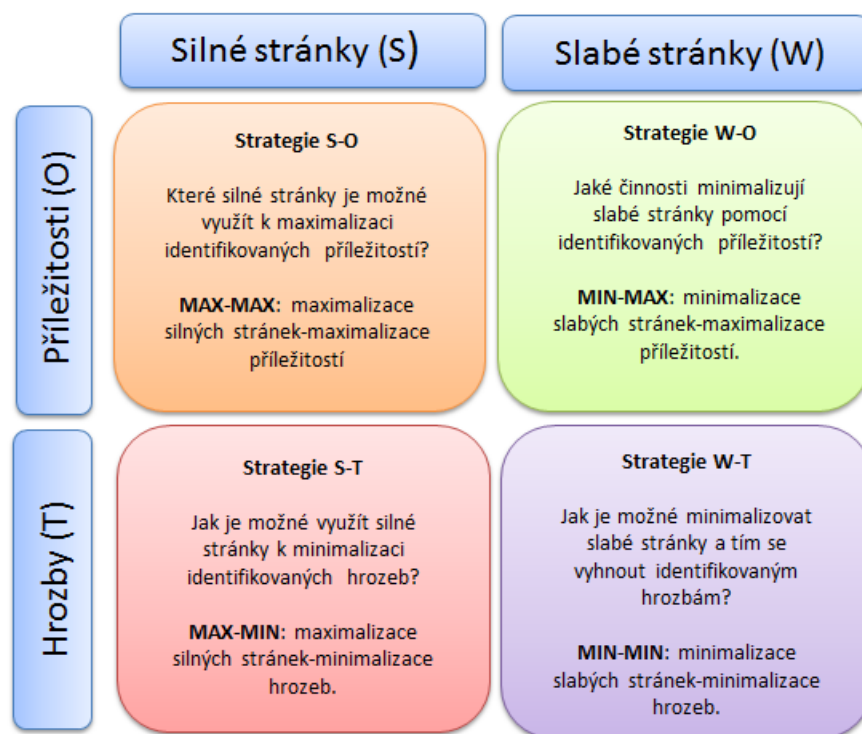 Silné stránky (S)
Slabé stránky (W)
Příležitosti (O)
Strategie S-O
Které silné stránky je možné
využít k maximalizaci
identifikovaných příležitostí?
MAX-MAX: maximalizace
silných stránek-maximalizace
příležitostí
Strategie W-O
Jaké činnosti minimalizují
slabé stránky pomocí
identifikovaných příležitostí?
MIN-MAX: minimalizace
slabých stránek-maximalizace
příležitostí.
Hrozby (T)
Strategie S-T
Jak je možné využít silné
stránky k minimalizaci
identifikovaných hrozeb?
MAX-MIN: maximalizace
silných stránek-minimalizace
hrozeb.
Strategie W-T
Jak je možné minimalizovat
slabé stránky a tím se
vyhnout identifikovaným
hrozbám?
MIN-MIN: minimalizace
slabých stránek-minimalizace
hrozeb.